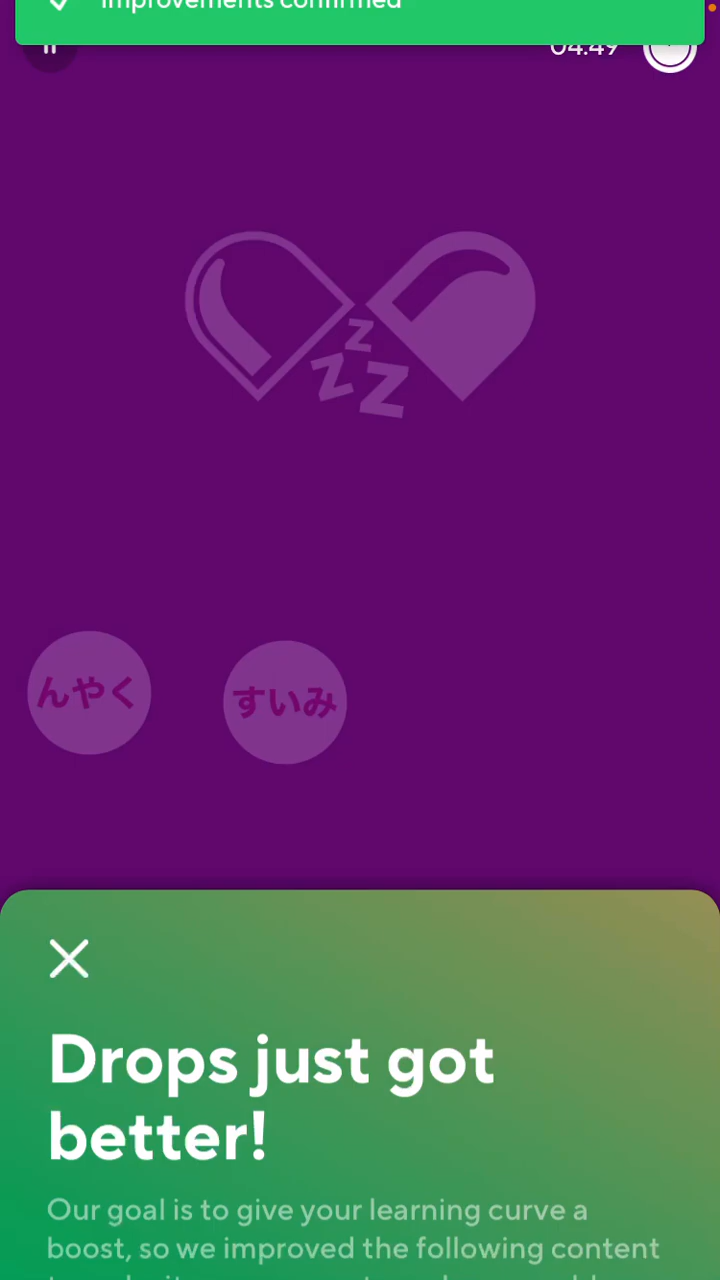 improvements confirmed
04:49
z
z
z
んやく
すいみ
Drops just got
better!
Our goal is to give your learning curve a
boost, so we improved the following content